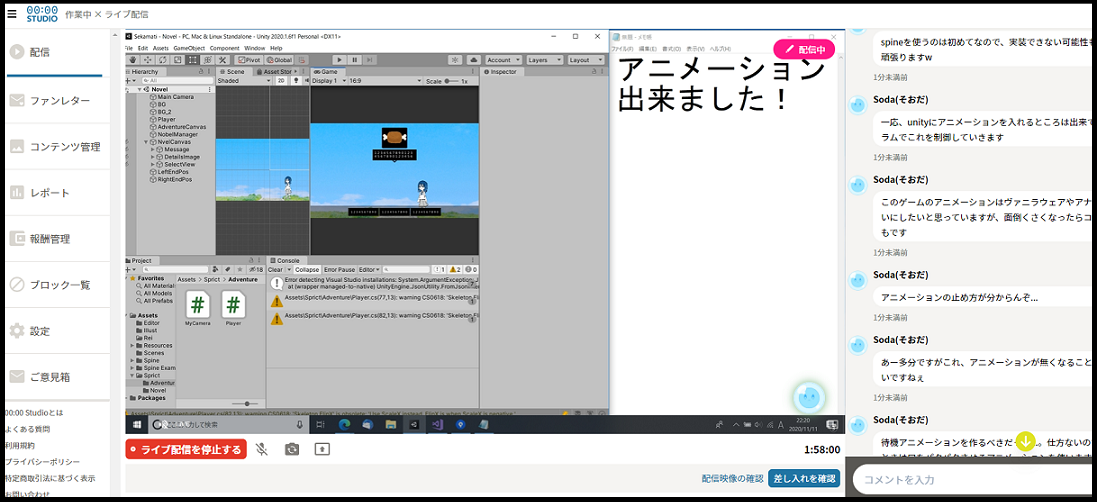 00:00
STUDIO
作業中 × ライブ配信
配信
ファンレター
コンテンツ管理
レポート
報酬管理
ブロック一覧
設定
ご意見箱
00:00 Studioとは
よくある質問
利用規約
プライバシーポリシー
特定商取引法に基づく表示
お問い合わせ
Sekamati - Novel - PC, Mac & Linux Standalone - Unity 2020.1.6f1 Personal <DX11>
File Edit Assets GameObject Component Window Help
Pivot Global Account Layers Layout
Hierarchy
All
Novel
Main Camera
BG
BG_2
Player
AdventureCanvas
NobelManager
NvelCanvas
Message
DetailsImage
SelectView
LeftEndPos
RightEndPos
Scene Asset Stor Game
Shaded 2D Display 1 16:9 Scale 1x
Inspector
Project
18
Favorites
All Material
All Models
All Prefabs
Assets
Editor
Illust
Rei
Resources
Scenes
Spine
Spine Exam
Sprict
Adventur
Novel
Packages
Assets > Sprict > Adventure
MyCamera
Player
Console
Clear Collapse Error Pause Editor 1 2 0
Error detecting Visual Studio installations: System.ArgumentException:
at (wrapper managed-to-native) UnityEngine.JsonUtility.FromJsonInte
Assets\Sprict\Adventure\Player.cs(77,13): warning CS0618: 'Skeleton.Fl
Assets\Sprict\Adventure\Player.cs(82,13): warning CS0618: 'Skeleton.Fl
ここに入力して検索
22:20
2020/11/11
無題 - メモ帳
ファイル(F) 編集(E) 書式(O) 表示(V) ヘルプ(H)
配信中
アニメーション
出来ました！
ライブ配信を停止する
1:58:00
配信映像の確認
差し入れを確認
spineを使うのは初めてなので、実装できない可能性も
頑張りますw
1分未満前
Soda(そおだ)
一応、unityにアニメーションを入れるところは出来て
ラムでこれを制御していきます
1分未満前
Soda(そおだ)
このゲームのアニメーションはヴァニラウェアやアナ
いにしたいと思っていますが、面倒くさくなったらコ
もです
1分未満前
Soda(そおだ)
アニメーションの止め方が分からんぞ...
1分未満前
Soda(そおだ)
あー多分ですがこれ、アニメーションが無くなること
いですねぇ
1分未満前
Soda(そおだ)
待機アニメーションを作るべきだ
。仕方ないの
コメントを入力